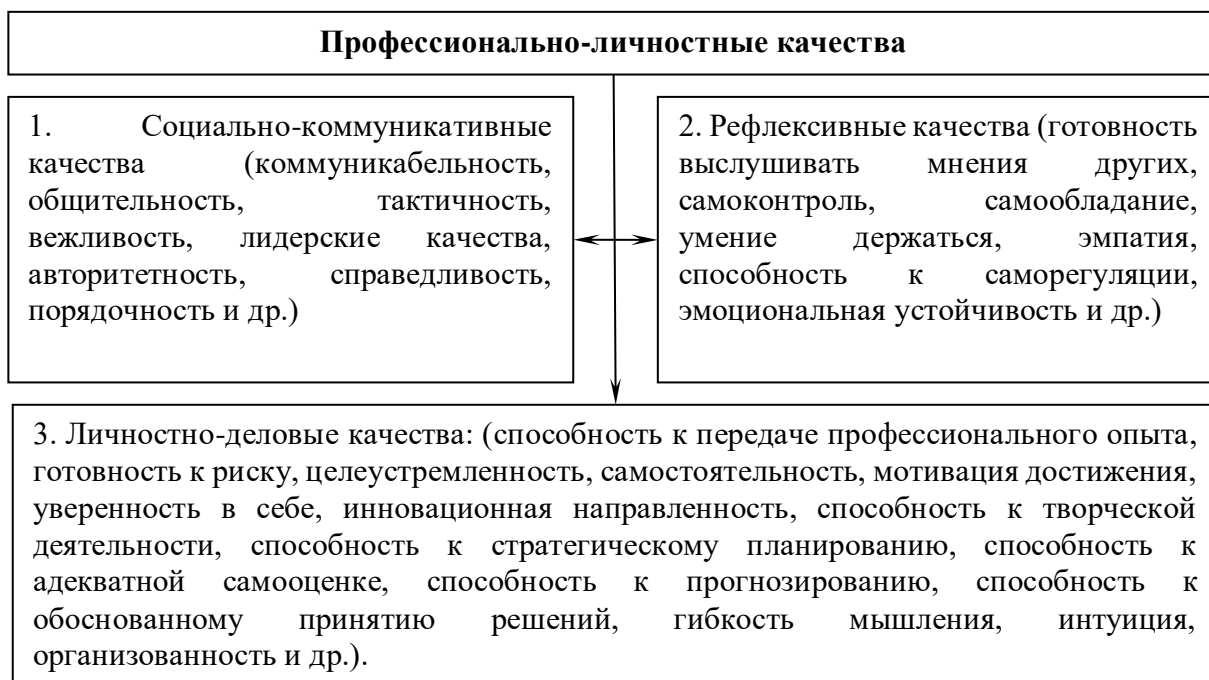 Профессионально-личностные качества
1. Социально-коммуникативные
качества (коммуникабельность,
общительность, тактичность,
вежливость, лидерские качества,
авторитетность, справедливость,
порядочность и др.)
2. Рефлексивные качества (готовность
выслушивать мнения других,
самоконтроль, самообладание,
умение держаться, эмпатия,
способность к саморегуляции,
эмоциональная устойчивость и др.)
3. Личностно-деловые качества: (способность к передаче профессионального опыта,
готовность к риску, целеустремленность, самостоятельность, мотивация достижения,
уверенность в себе, инновационная направленность, способность к творческой
деятельности, способность к стратегическому планированию, способность к
адекватной самооценке, способность к прогнозированию, способность к
обоснованному принятию решений, гибкость мышления, интуиция,
организованность и др.).